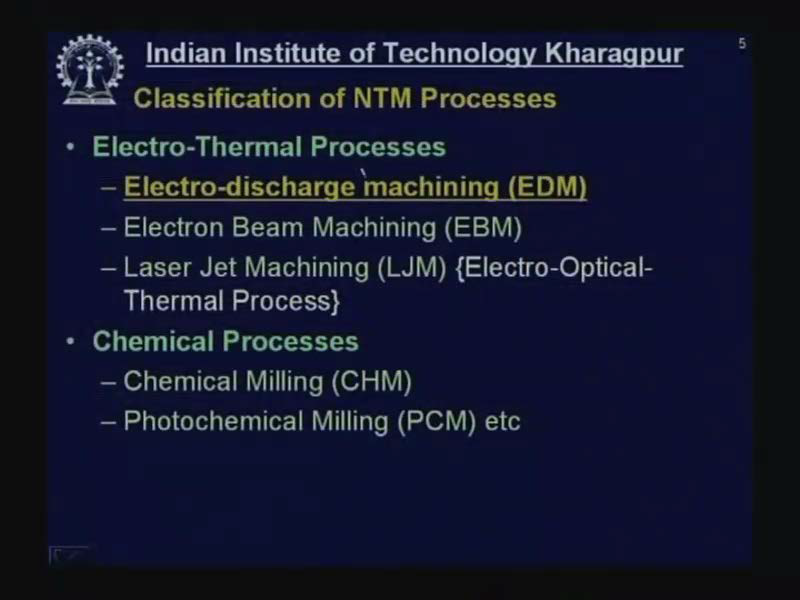 5
Indian Institute of Technology Kharagpur
Classification of NTM Processes
• Electro-Thermal Processes
– Electro-discharge machining (EDM)
– Electron Beam Machining (EBM)
– Laser Jet Machining (LJM) {Electro-Optical-
Thermal Process}
• Chemical Processes
– Chemical Milling (CHM)
– Photochemical Milling (PCM) etc